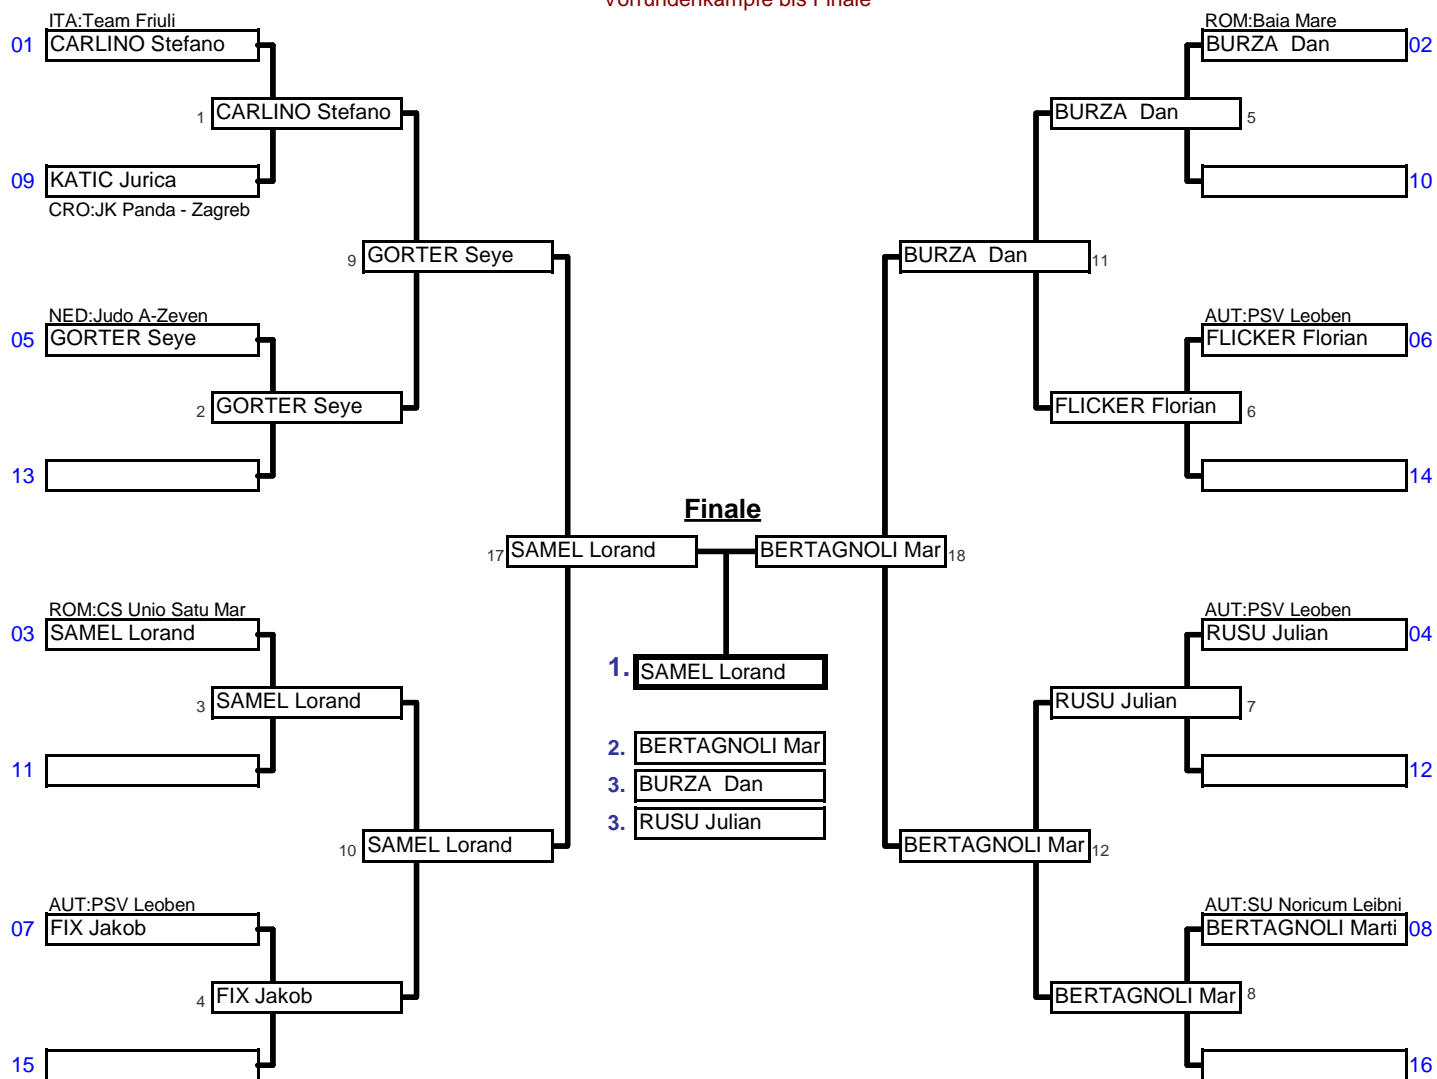 Vorrundenkämpfe bis Finale
ITA:Team Friuli
01 CARLINO Stefano
1 CARLINO Stefano
09 KATIC Jurica
CRO:JK Panda - Zagreb
9 GORTER Seye
NED:Judo A-Zeven
05 GORTER Seye
2 GORTER Seye
13
17 SAMEL Lorand
ROM:CS Unio Satu Mar
03 SAMEL Lorand
3 SAMEL Lorand
11
10 SAMEL Lorand
AUT:PSV Leoben
07 FIX Jakob
4 FIX Jakob
15
Finale
1. SAMEL Lorand
2. BERTAGNOLI Mar
3. BURZA Dan
3. RUSU Julian
ROM:Baia Mare
BURZA Dan 02
BURZA Dan 5
10
BURZA Dan 11
AUT:PSV Leoben
FLICKER Florian 06
FLICKER Florian 6
14
BERTAGNOLI Mar 18
AUT:PSV Leoben
RUSU Julian 04
RUSU Julian 7
12
BERTAGNOLI Mar 12
AUT:SU Noricum Leibni
BERTAGNOLI Marti 08
BERTAGNOLI Mar 8
16